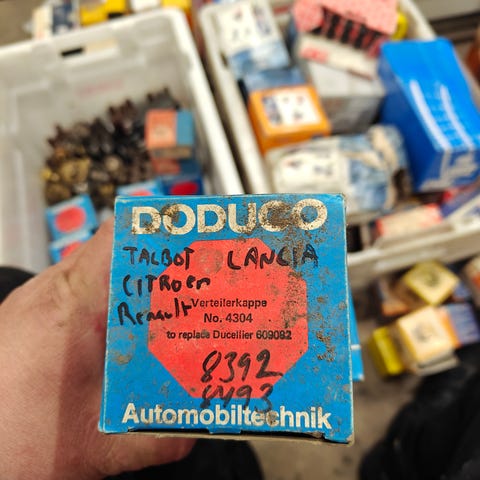 DODUCO
TALBOT LANCIA
CITROEN
Renault
Verteilerkappe
No. 4304
to replace Ducellier 609082
8392
8493
Automobiltechnik